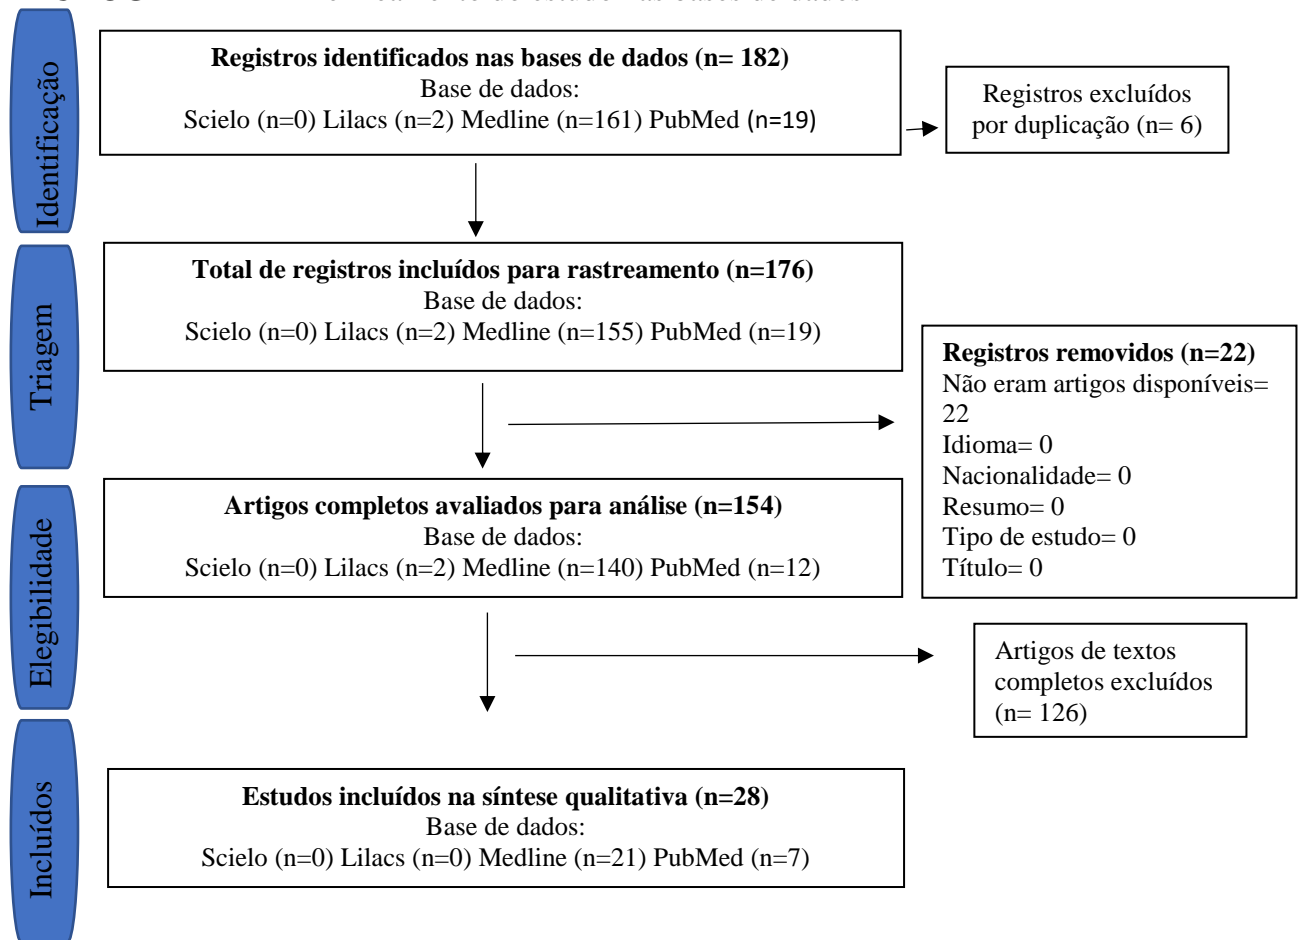 Identificação
Registros identificados nas bases de dados (n= 182)
Base de dados:
Scielo (n=0) Lilacs (n=2) Medline (n=161) PubMed (n=19)
Registros excluídos
por duplicação (n= 6)
Triagem
Total de registros incluídos para rastreamento (n=176)
Base de dados:
Scielo (n=0) Lilacs (n=2) Medline (n=155) PubMed (n=19)
Registros removidos (n=22)
Não eram artigos disponíveis=
22
Idioma= 0
Nacionalidade= 0
Resumo= 0
Tipo de estudo= 0
Título= 0
Elegibilidade
Artigos completos avaliados para análise (n=154)
Base de dados:
Scielo (n=0) Lilacs (n=2) Medline (n=140) PubMed (n=12)
Artigos de textos
completos excluídos
(n= 126)
Incluídos
Estudos incluídos na síntese qualitativa (n=28)
Base de dados:
Scielo (n=0) Lilacs (n=0) Medline (n=21) PubMed (n=7)